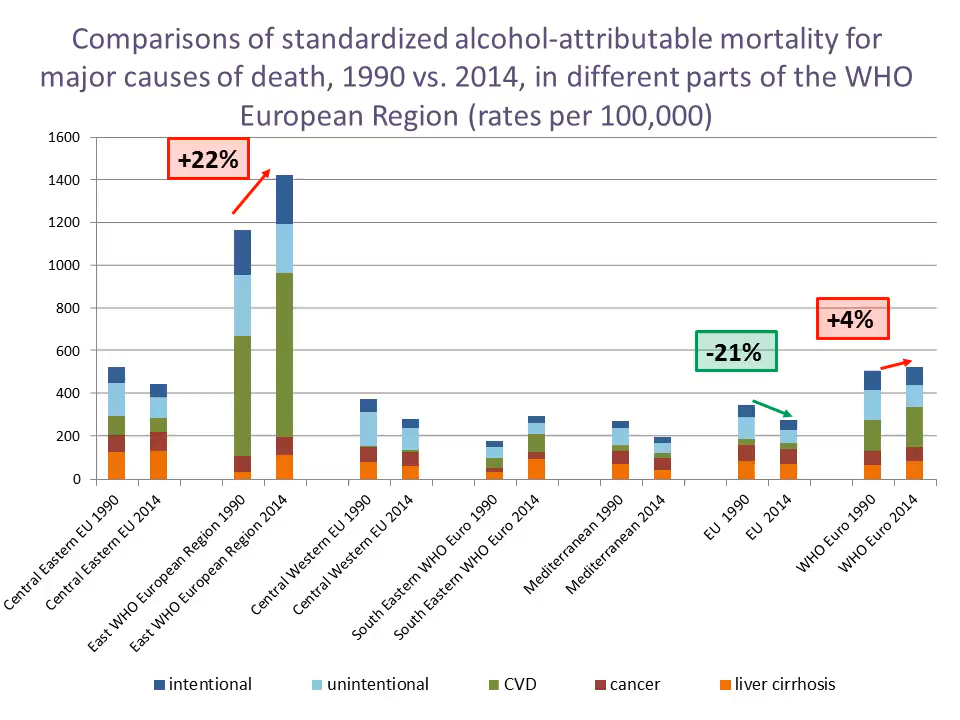 Comparisons of standardized alcohol-attributable mortality for
major causes of death, 1990 vs. 2014, in different parts of the WHO
European Region (rates per 100,000)
1600
1400
1200
1000
800
600
400
200
0
+22%
-21%
+4%
Central Eastern EU 1990
Central Eastern EU 2014
East WHO European Region 1990
East WHO European Region 2014
Central Western EU 1990
Central Western EU 2014
South Eastern WHO Euro 1990
South Eastern WHO Euro 2014
Mediterranean 1990
Mediterranean 2014
EU 1990
EU 2014
WHO Euro 1990
WHO Euro 2014
intentional
unintentional
CVD
cancer
liver cirrhosis